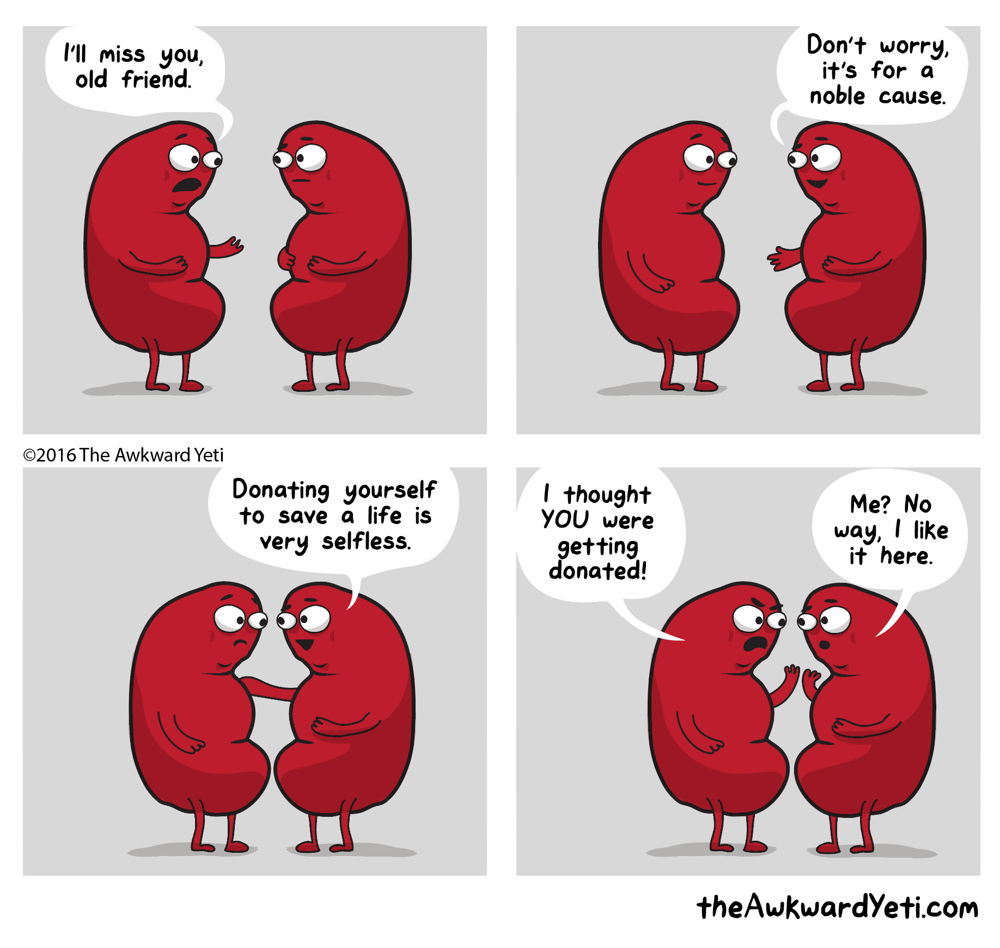 I'll miss you,
old friend.
Don't worry,
it's for a
noble cause.
©2016 The Awkward Yeti
Donating yourself
to save a life is
very selfless.
I thought
YOU were
getting
donated!
Me? No
way, I like
it here.
theAwkwardYeti.com